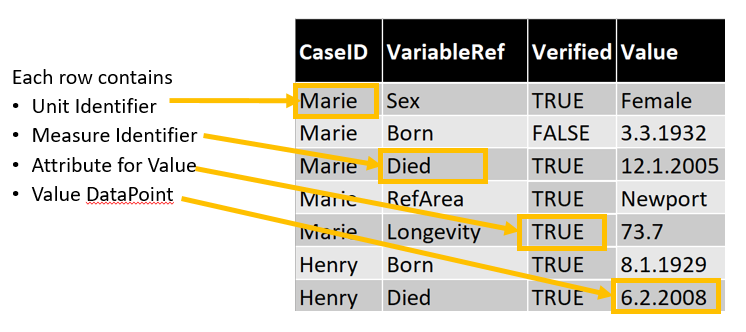 Each row contains
• Unit Identifier
• Measure Identifier
• Attribute for Value
• Value DataPoint
CaseID VariableRef Verified Value
Marie Sex TRUE Female
Marie Born FALSE 3.3.1932
Marie Died TRUE 12.1.2005
Marie RefArea TRUE Newport
Marie Longevity TRUE 73.7
Henry Born TRUE 8.1.1929
Henry Died TRUE 6.2.2008